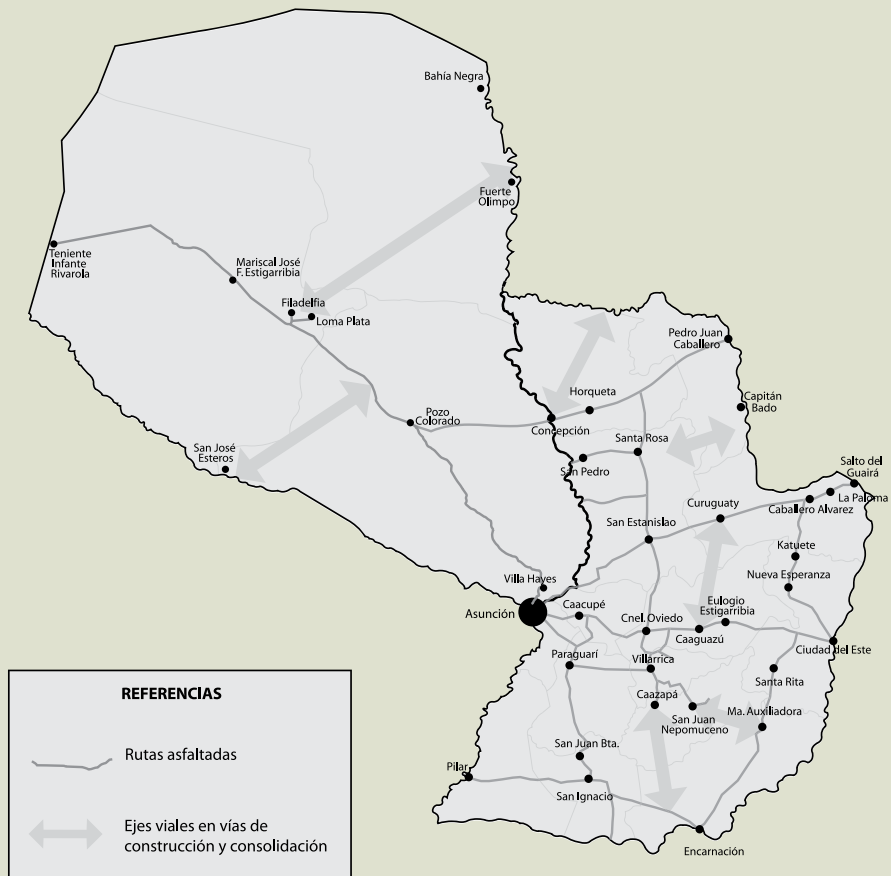 Bahía Negra
Fuerte
Olimpo
Teniente
Infante
Rivarola
Mariscal José
F. Estigarribia
Filadelfia
Loma Plata
Pedro Juan
Caballero
Horqueta
Capitán
Bado
Pozo
Colorado
Concepción
San José
Esteros
Santa Rosa
San Pedro
Salto del
Guairá
La Paloma
Curuguaty
Caballero Alvarez
San Estanislao
Katuete
Villa Hayes
Nueva Esperanza
Asunción
Caacupé
Eulogio
Estigarribia
Cnel. Oviedo
Caaguazú
Ciudad del Este
Paraguarí
Villarrica
Santa Rita
Caazapá
San Juan
Nepomuceno
Ma. Auxiliadora
San Juan Bta.
Pilar
San Ignacio
Encarnación
REFERENCIAS
Rutas asfaltadas
Ejes viales en vías de
construcción y consolidación